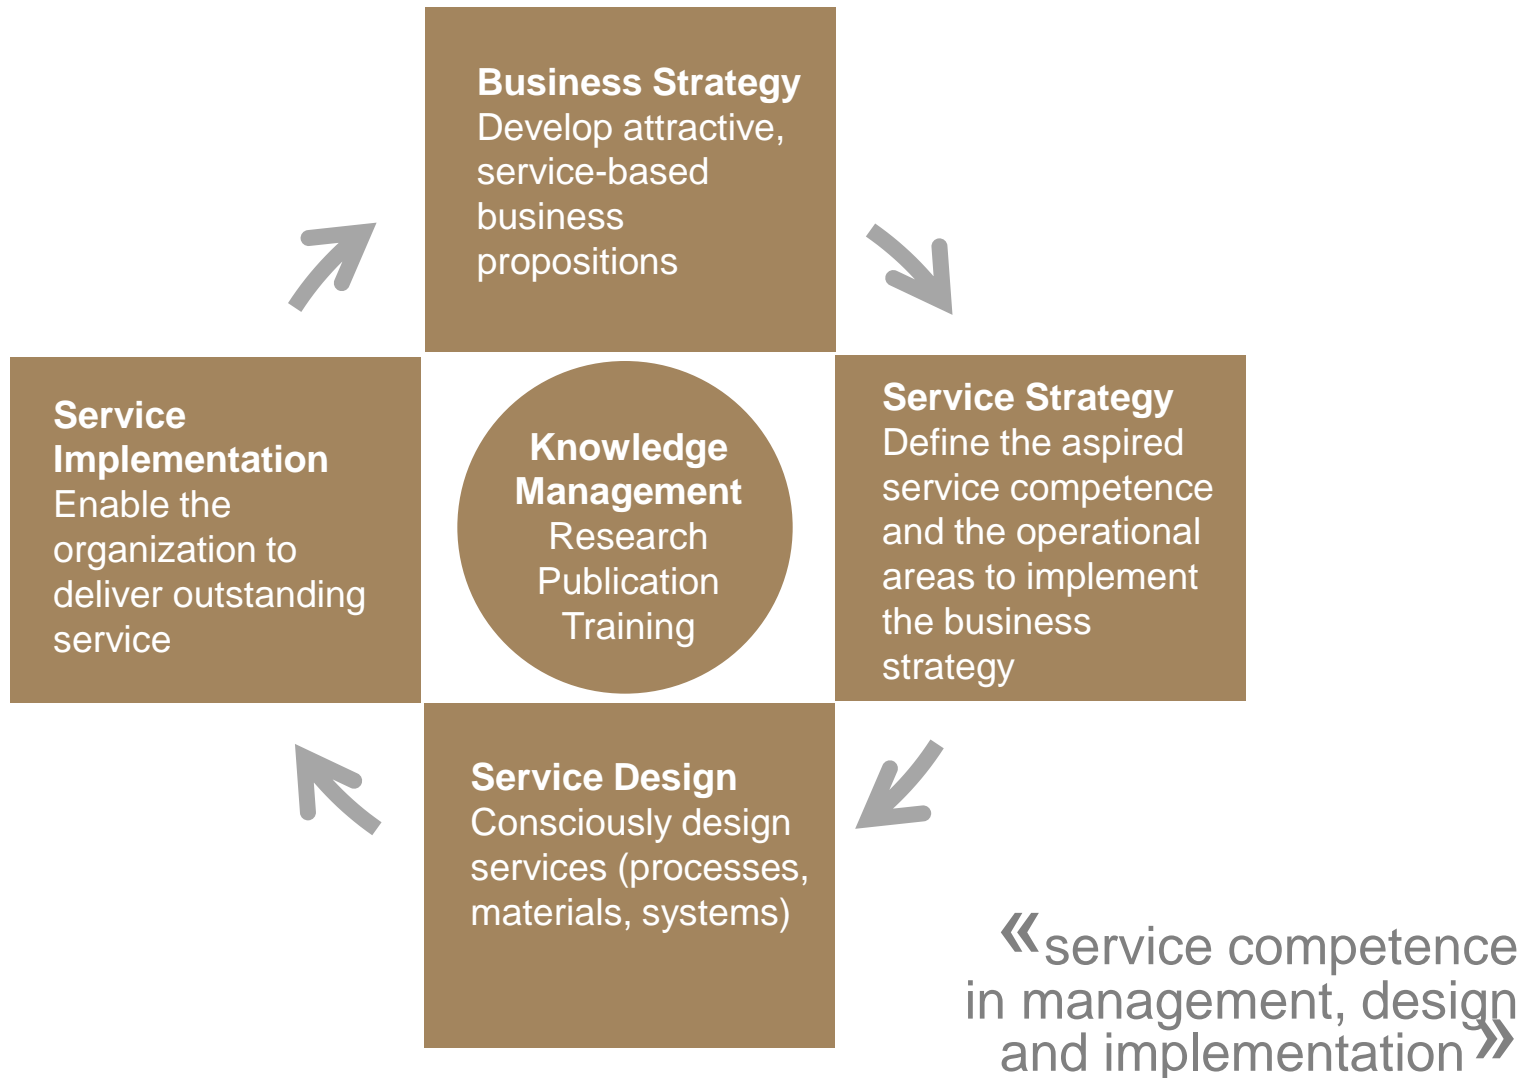 Business Strategy
Develop attractive,
service-based
business
propositions
Service
Implementation
Enable the
organization to
deliver outstanding
service
Knowledge
Management
Research
Publication
Training
Service Strategy
Define the aspired
service competence
and the operational
areas to implement
the business
strategy
Service Design
Consciously design
services (processes,
materials, systems)
«service competence
in management, design
and implementation»